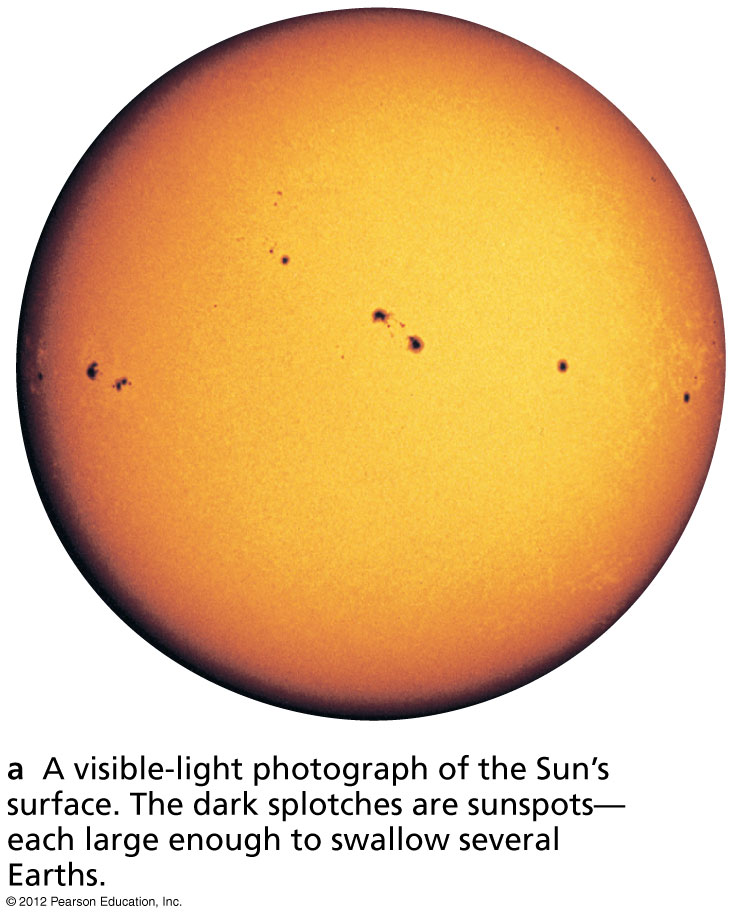 a A visible-light photograph of the Sun’s
surface. The dark splotches are sunspots—
each large enough to swallow several
Earths.
© 2012 Pearson Education, Inc.